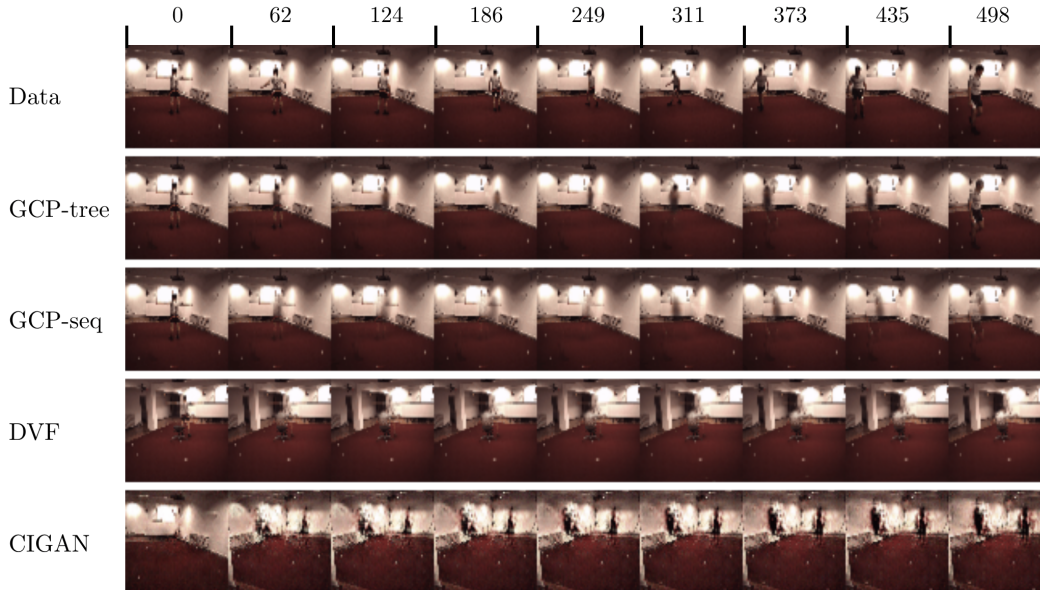 0 62 124 186 249 311 373 435 498
Data
GCP-tree
GCP-seq
DVF
CIGAN